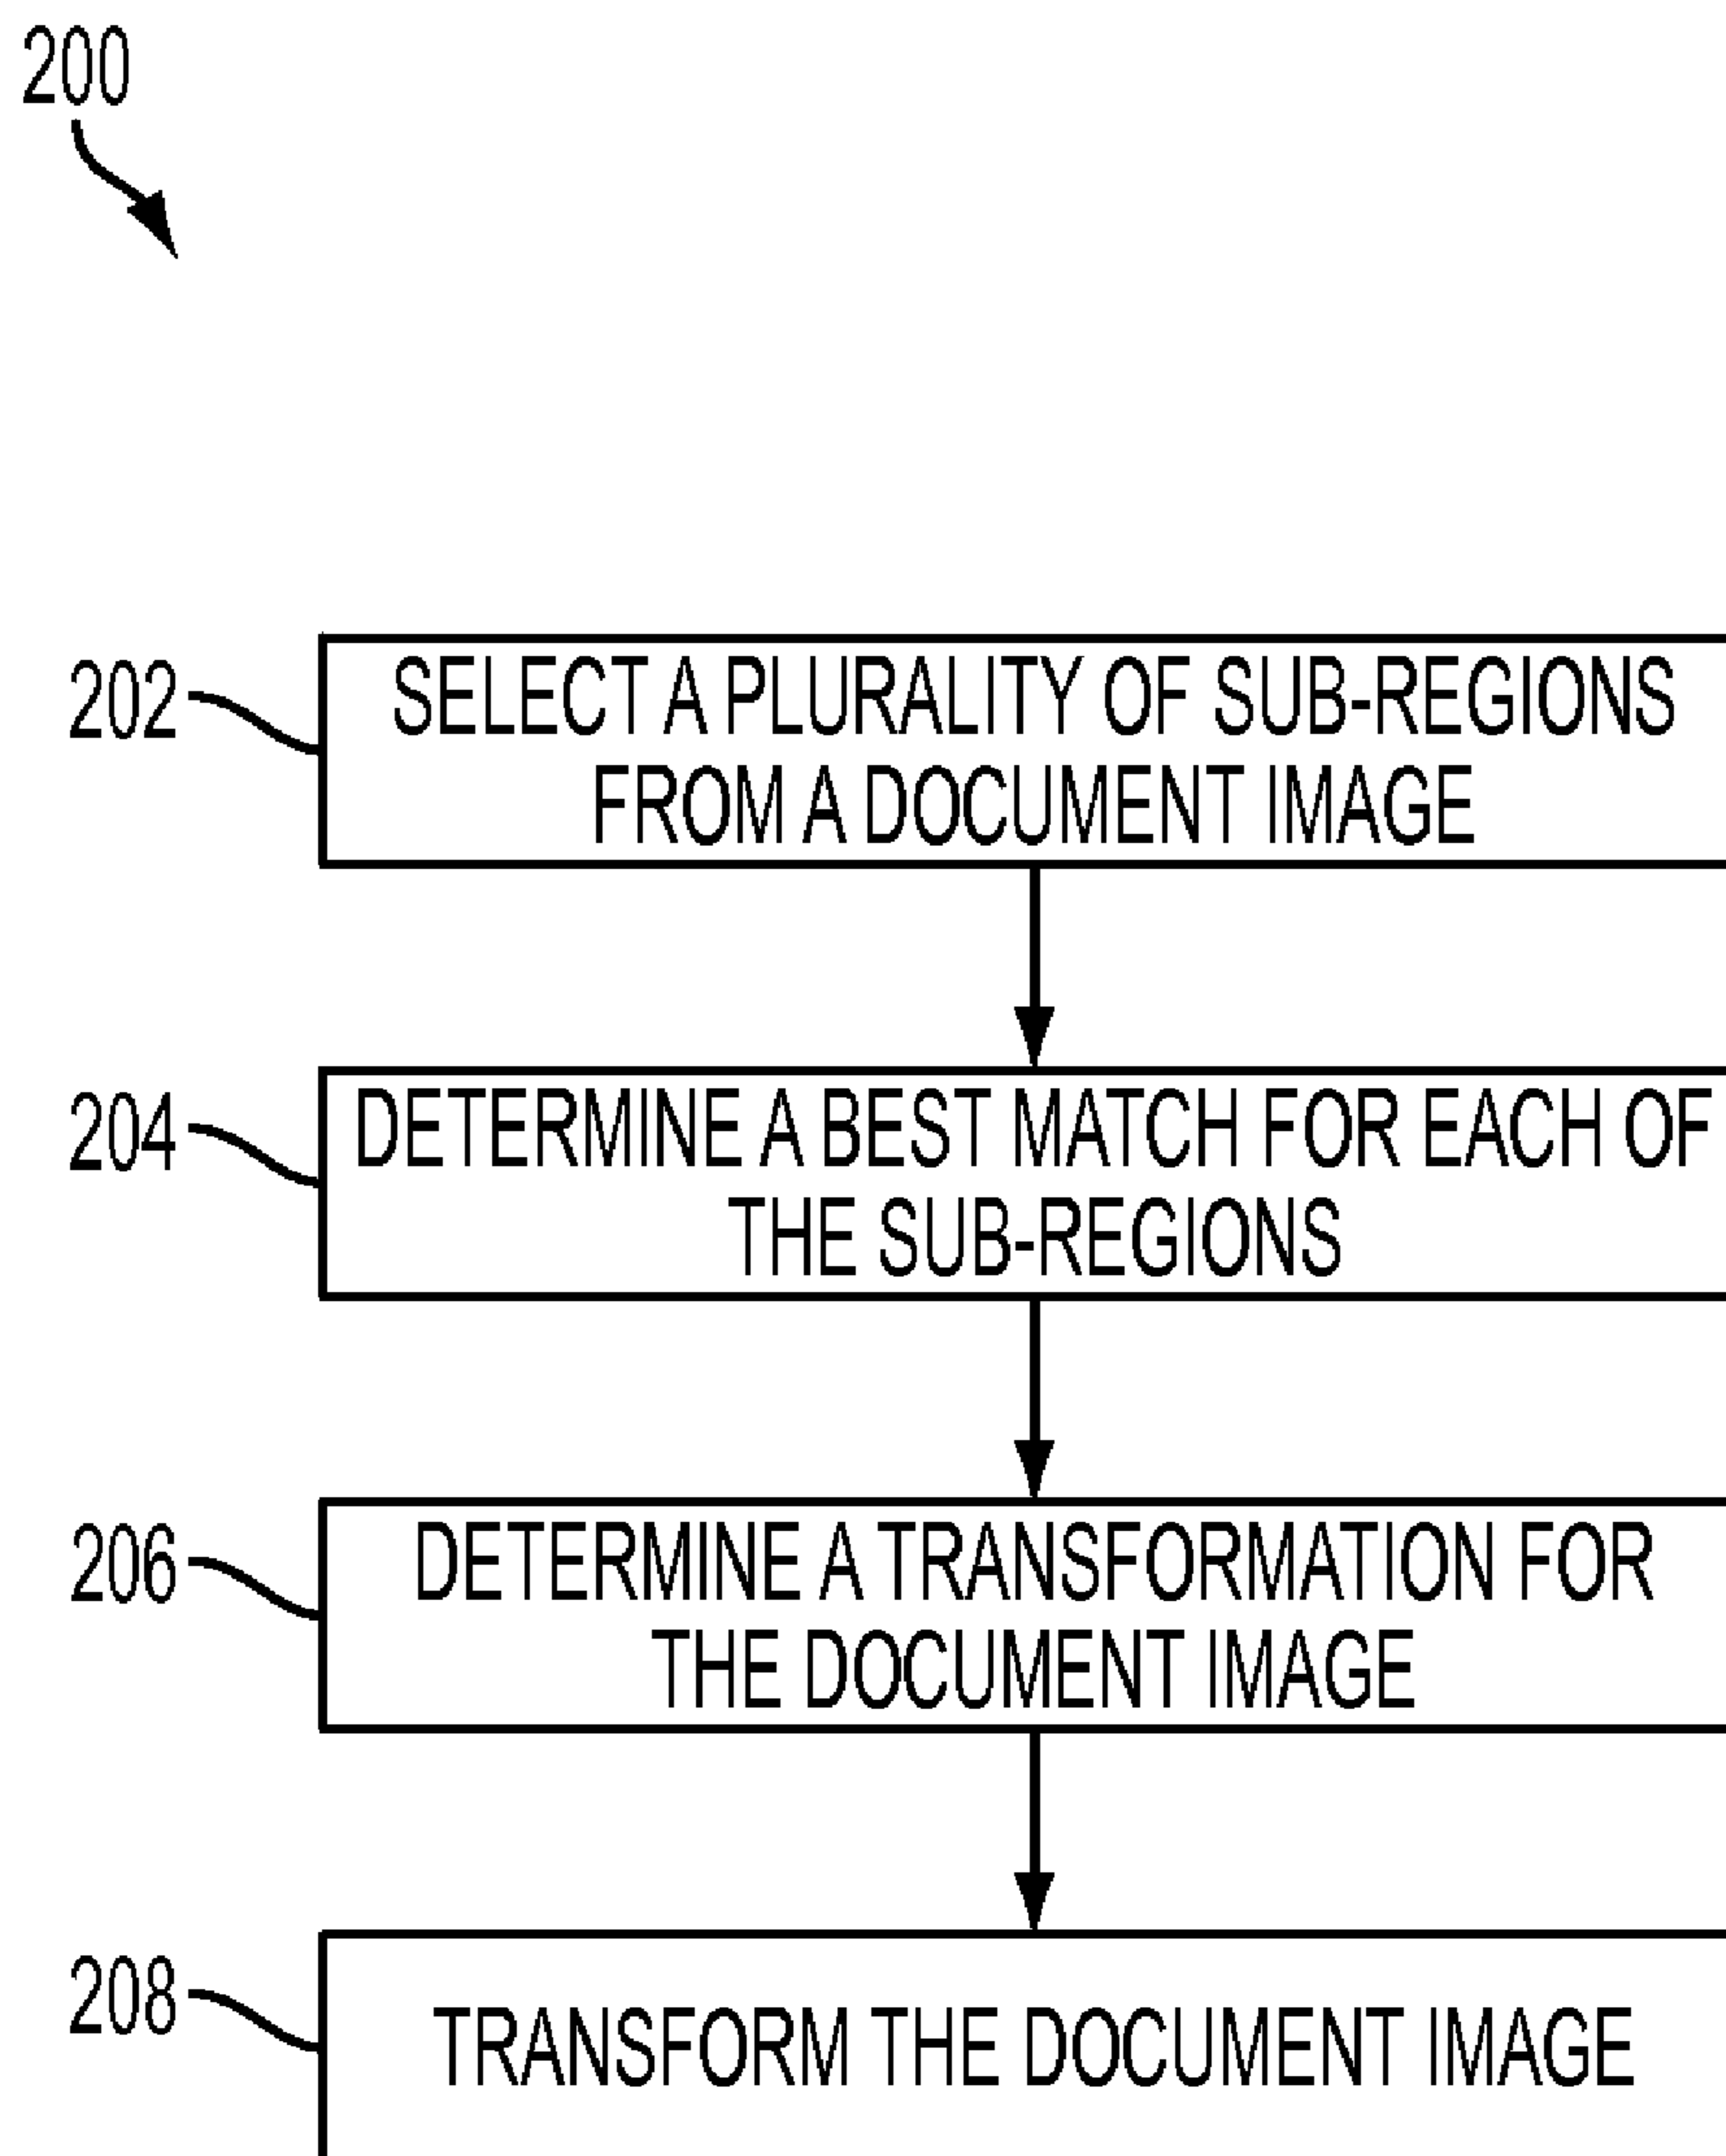 200
202
SELECT A PLURALITY OF SUB-REGIONS
FROM A DOCUMENT IMAGE
204
DETERMINE A BEST MATCH FOR EACH OF
THE SUB-REGIONS
206
DETERMINE A TRANSFORMATION FOR
THE DOCUMENT IMAGE
208
TRANSFORM THE DOCUMENT IMAGE